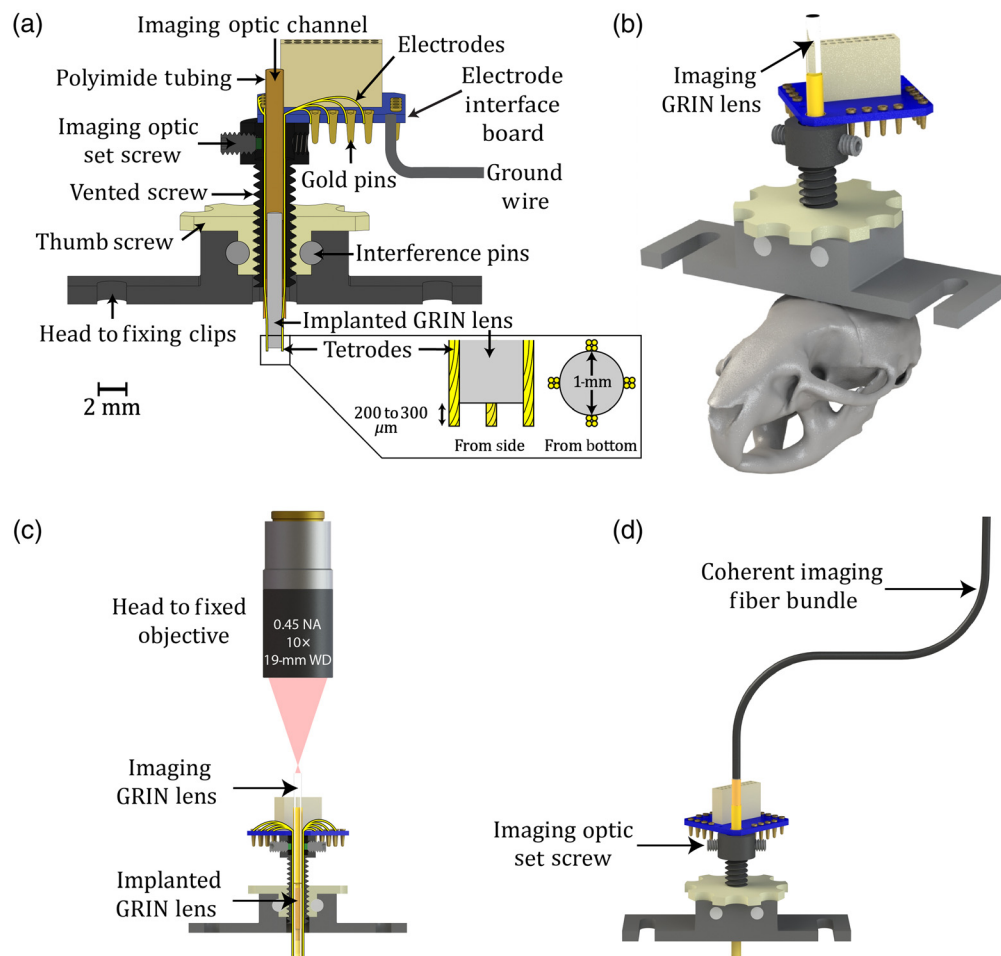 (a)
Imaging optic channel
Electrodes
Polyimide tubing
Electrode
interface
board
Imaging optic
set screw
Gold pins
Ground
wire
Vented screw
Thumb screw
Interference pins
Head to fixing clips
Implanted GRIN lens
Tetrodes
2 mm
200 to 300
μm
1-mm
From side
From bottom
(b)
Imaging
GRIN lens
(c)
Head to fixed
objective
0.45 NA
10×
19-mm WD
Imaging
GRIN lens
Implanted
GRIN lens
(d)
Coherent imaging
fiber bundle
Imaging optic
set screw